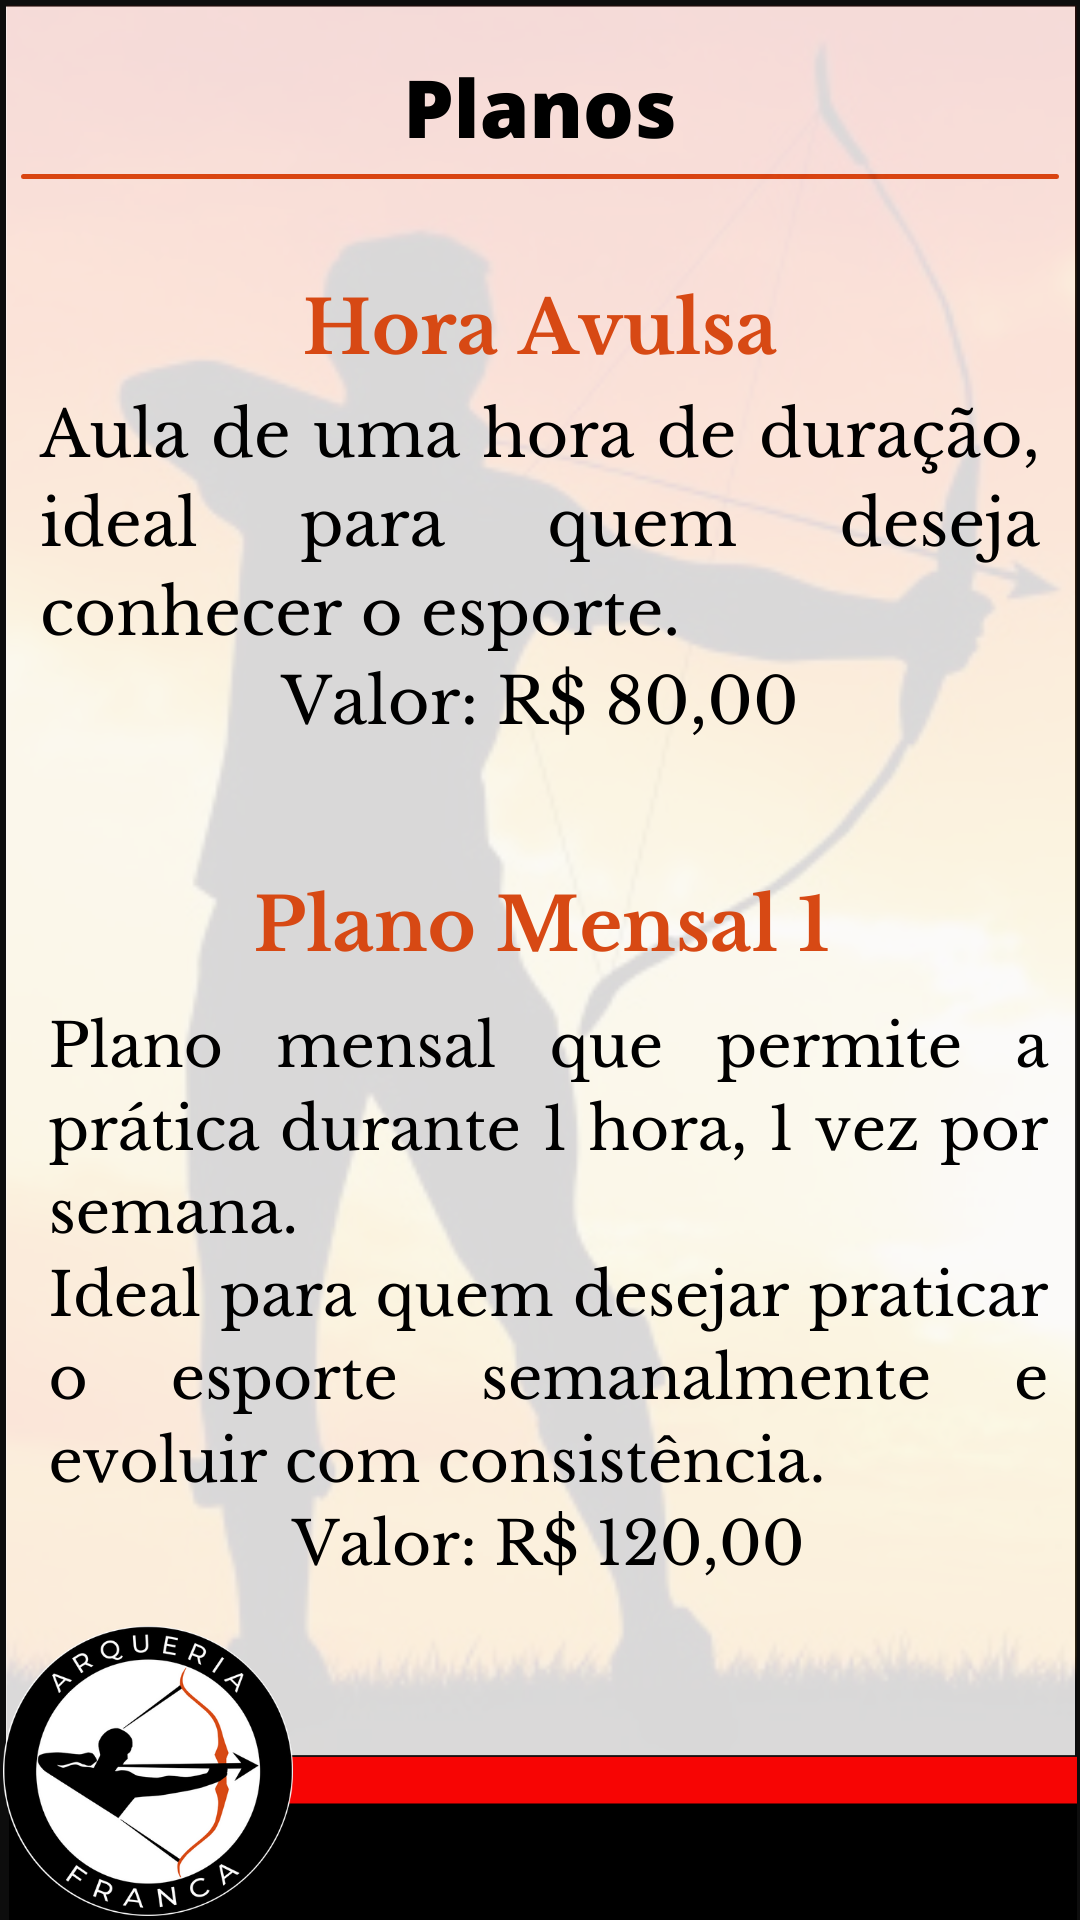 Planos
Hora Avulsa
Aula de uma hora de duração,
ideal para quem deseja
conhecer o esporte.
Valor: R$ 80,00
Plano Mensal 1
Plano mensal que permite a
prática durante 1 hora, 1 vez por
semana.
Ideal para quem desejar praticar
o esporte semanalmente e
evoluir com consistência.
Valor: R$ 120,00
ARQUERIA
FRANCA